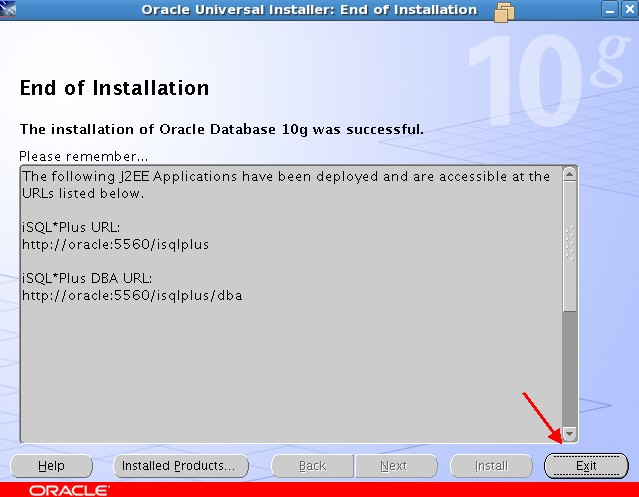 Oracle Universal Installer: End of Installation
10g
End of Installation
The installation of Oracle Database 10g was successful.
Please remember...
The following J2EE Applications have been deployed and are accessible at the
URLs listed below.
iSQL*Plus URL:
http://oracle:5560/isqlplus
iSQL*Plus DBA URL:
http://oracle:5560/isqlplus/dba
Help Installed Products... Back Next Install Exit
ORACLE